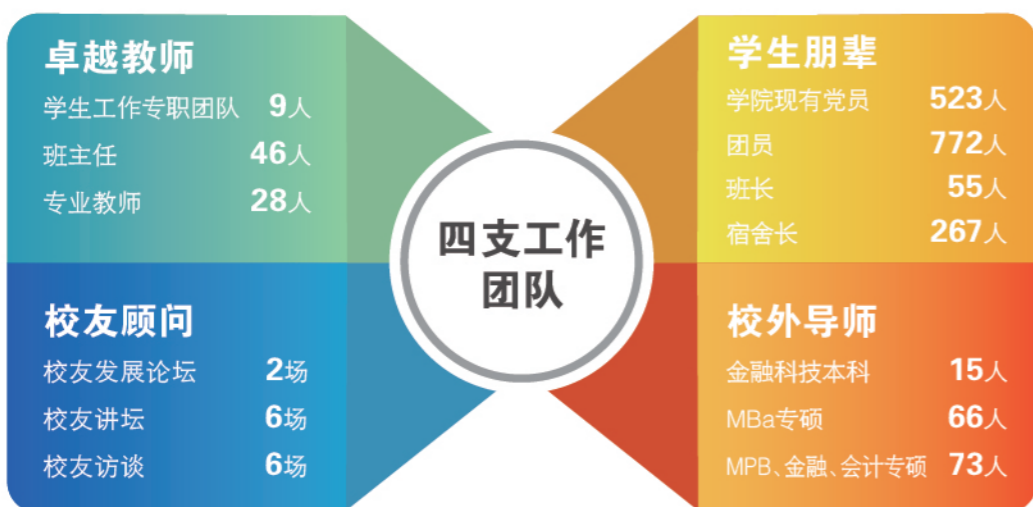 卓越教师
学生工作专职团队 9人
班主任 46人
专业教师 28人
学生朋辈
学院现有党员 523人
团员 772人
班长 55人
宿舍长 267人
四支工作
团队
校友顾问
校友发展论坛 2场
校友讲坛 6场
校友访谈 6场
校外导师
金融科技本科 15人
MBa专硕 66人
MPB、金融、会计专硕 73人